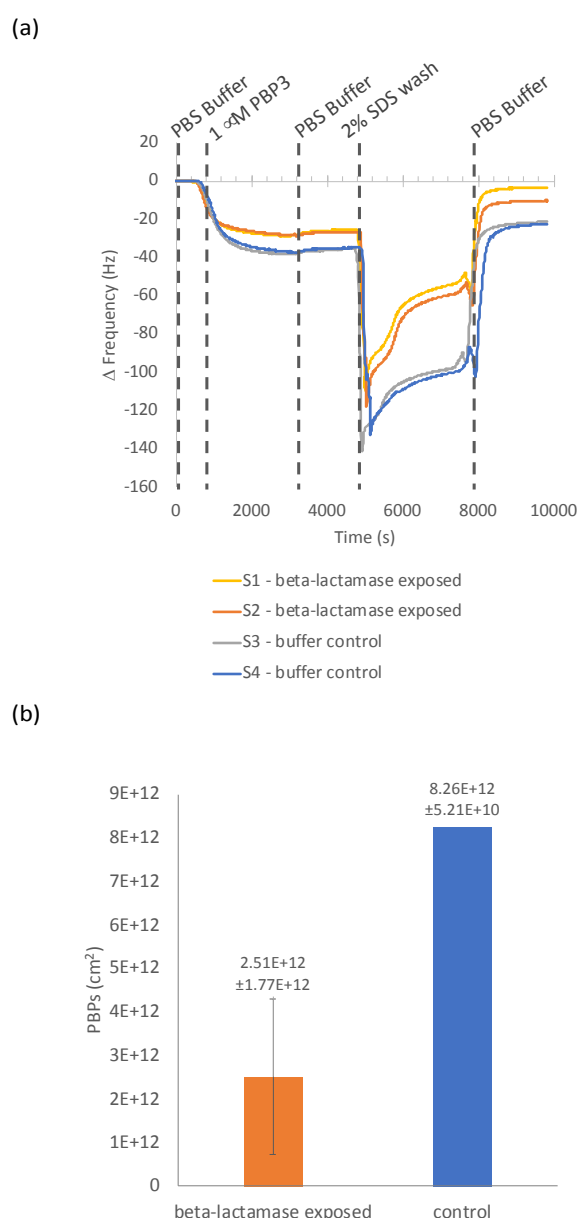 (a)
PBS Buffer
1 ∝M PBP3
PBS Buffer
2% SDS wash
PBS Buffer
20
0
-20
-40
-60
-80
-100
-120
-140
-160
Δ Frequency (Hz)
0 2000 4000 6000 8000 10000
Time (s)
S1 - beta-lactamase exposed
S2 - beta-lactamase exposed
S3 - buffer control
S4 - buffer control
(b)
9E+12
8E+12
7E+12
6E+12
5E+12
4E+12
3E+12
2E+12
1E+12
0
PBPs (cm²)
8.26E+12
±5.21E+10
2.51E+12
±1.77E+12
beta-lactamase exposed control